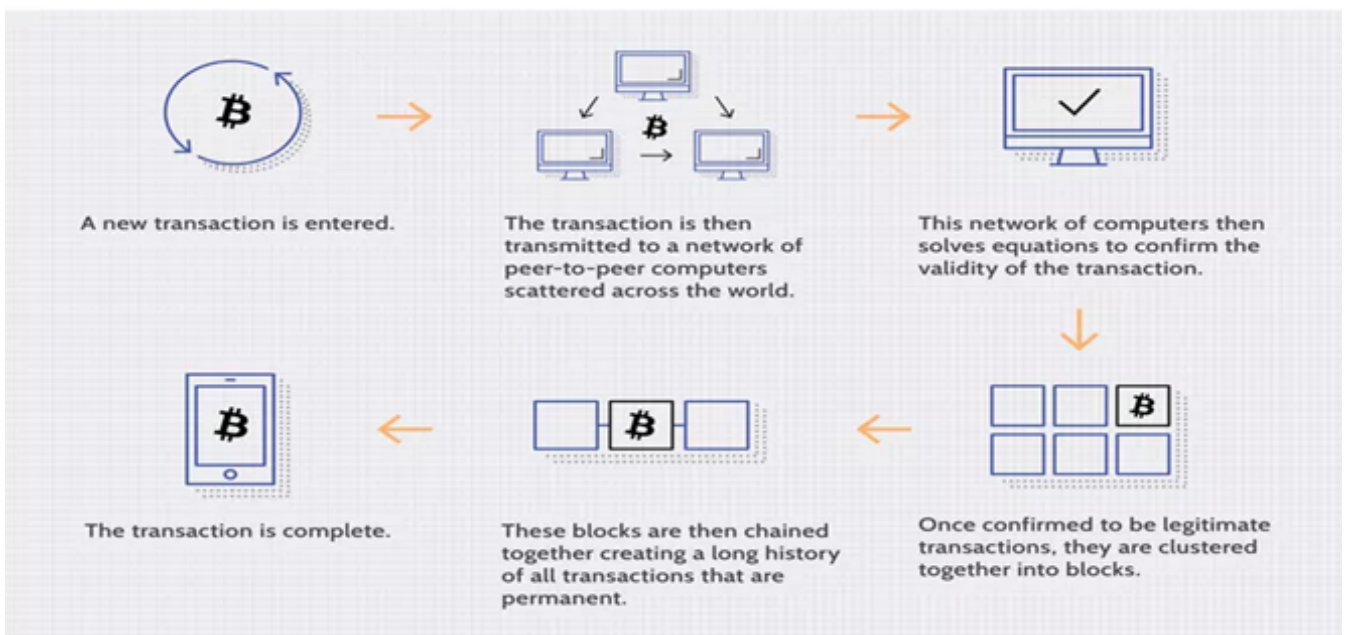 A new transaction is entered.
The transaction is then
transmitted to a network of
peer-to-peer computers
scattered across the world.
This network of computers then
solves equations to confirm the
validity of the transaction.
Once confirmed to be legitimate
transactions, they are clustered
together into blocks.
These blocks are then chained
together creating a long history
of all transactions that are
permanent.
The transaction is complete.